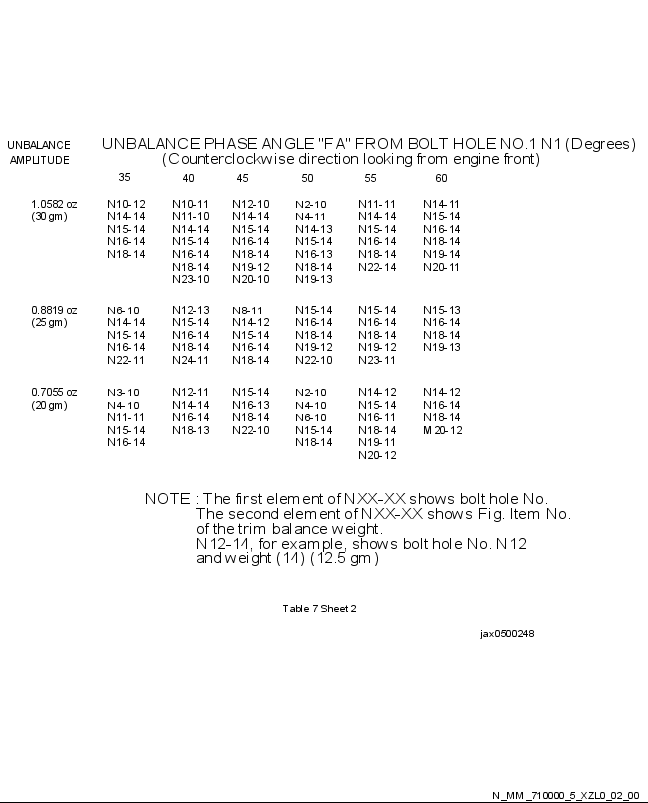 UNBALANCE UNBALANCE PHASE ANGLE "FA" FROM BOLT HOLE NO.1 N1 (Degrees)
AMPLITUDE (Counterclockwise direction looking from engine front)
35 40 45 50 55 60
1.0582 oz N10-12 N10-11 N12-10 N2-10 N11-11 N14-11
(30 gm) N14-14 N11-10 N14-14 N4-11 N14-14 N15-14
N15-14 N14-14 N15-14 N14-13 N15-14 N16-14
N16-14 N15-14 N16-14 N15-14 N16-14 N18-14
N18-14 N16-14 N18-14 N16-13 N18-14 N19-14
N18-14 N19-12 N18-14 N22-14 N20-11
N23-10 N20-10 N19-13
0.8819 oz N6-10 N12-13 N8-11 N15-14 N15-14 N15-13
(25 gm) N14-14 N15-14 N14-12 N16-14 N16-14 N16-14
N15-14 N16-14 N15-14 N18-14 N18-14 N18-14
N16-14 N18-14 N16-14 N19-12 N19-12 N19-13
N22-11 N24-11 N18-14 N22-10 N23-11
0.7055 oz N3-10 N12-11 N15-14 N2-10 N14-12 N14-12
(20 gm) N4-10 N14-14 N16-13 N4-10 N15-14 N16-14
N11-11 N16-14 N18-14 N6-10 N16-11 N18-14
N15-14 N18-13 N22-10 N15-14 N18-14 M20-12
N16-14 N18-14 N19-11
N20-12
NOTE : The first element of NXX-XX shows bolt hole No.
The second element of NXX-XX shows Fig. Item No.
of the trim balance weight.
N12-14, for example, shows bolt hole No. N12
and weight (14) (12.5 gm)
Table 7 Sheet 2
jax0500248
N_MM_710000_5_XZL0_02_00